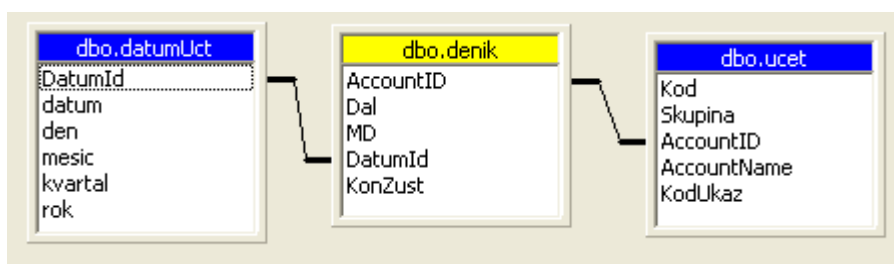 dbo.datumUct
DatumId
datum
den
mesic
kvartal
rok
dbo.denik
AccountID
Dal
MD
DatumId
KonZust
dbo.ucet
Kod
Skupina
AccountID
AccountName
KodUkaz